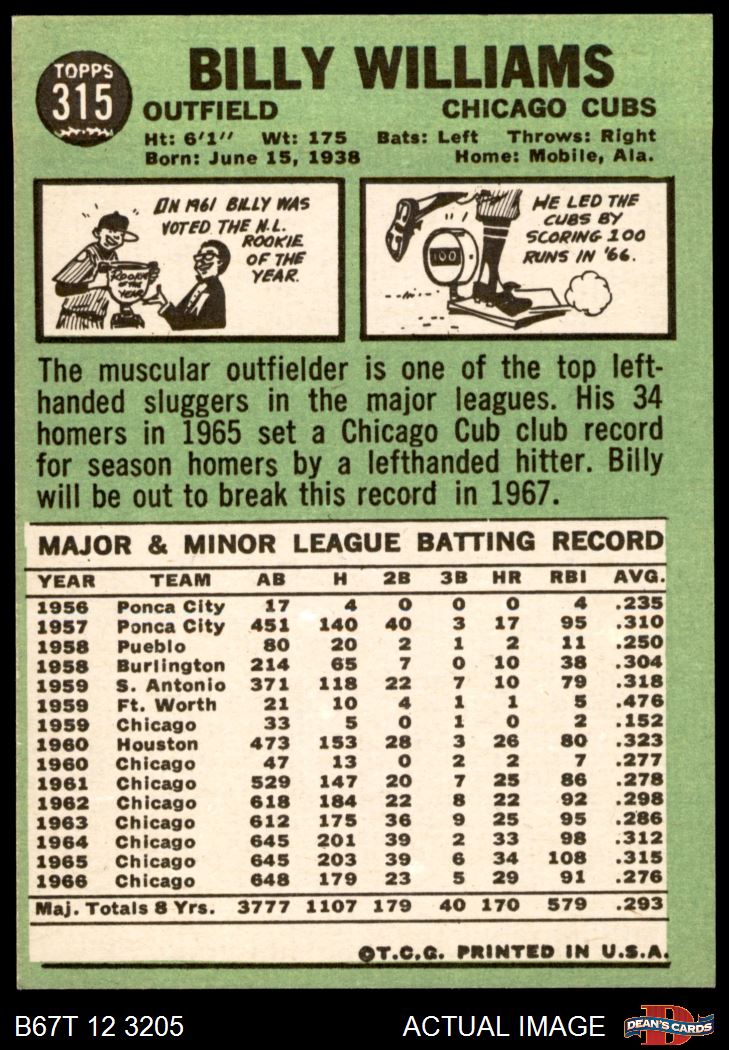 TOPPS
315
BILLY WILLIAMS
OUTFIELD CHICAGO CUBS
Ht: 6'1" Wt: 175 Bats: Left Throws: Right
Born: June 15, 1938 Home: Mobile, Ala.
IN 1961 BILLY WAS
VOTED THE N.L.
ROOKIE
OF THE
YEAR.
ROOKIE
OF THE
YEAR
HE LED THE
CUBS BY
SCORING 100
RUNS IN '66.
100
The muscular outfielder is one of the top left-
handed sluggers in the major leagues. His 34
homers in 1965 set a Chicago Cub club record
for season homers by a lefthanded hitter. Billy
will be out to break this record in 1967.
MAJOR & MINOR LEAGUE BATTING RECORD
YEAR TEAM AB H 2B 3B HR RBI AVG.
1956 Ponca City 17 4 0 0 0 4 .235
1957 Ponca City 451 140 40 3 17 95 .310
1958 Pueblo 80 20 2 1 2 11 .250
1958 Burlington 214 65 7 0 10 38 .304
1959 S. Antonio 371 118 22 7 10 79 .318
1959 Ft. Worth 21 10 4 1 1 5 .476
1959 Chicago 33 5 0 1 0 2 .152
1960 Houston 473 153 28 3 26 80 .323
1960 Chicago 47 13 0 2 2 7 .277
1961 Chicago 529 147 20 7 25 86 .278
1962 Chicago 618 184 22 8 22 92 .298
1963 Chicago 612 175 36 9 25 95 .286
1964 Chicago 645 201 39 2 33 98 .312
1965 Chicago 645 203 39 6 34 108 .315
1966 Chicago 648 179 23 5 29 91 .276
Maj. Totals 8 Yrs. 3777 1107 179 40 170 579 .293
©T.C.G. PRINTED IN U.S.A.
B67T 12 3205 ACTUAL IMAGE
D
DEAN'S CARDS